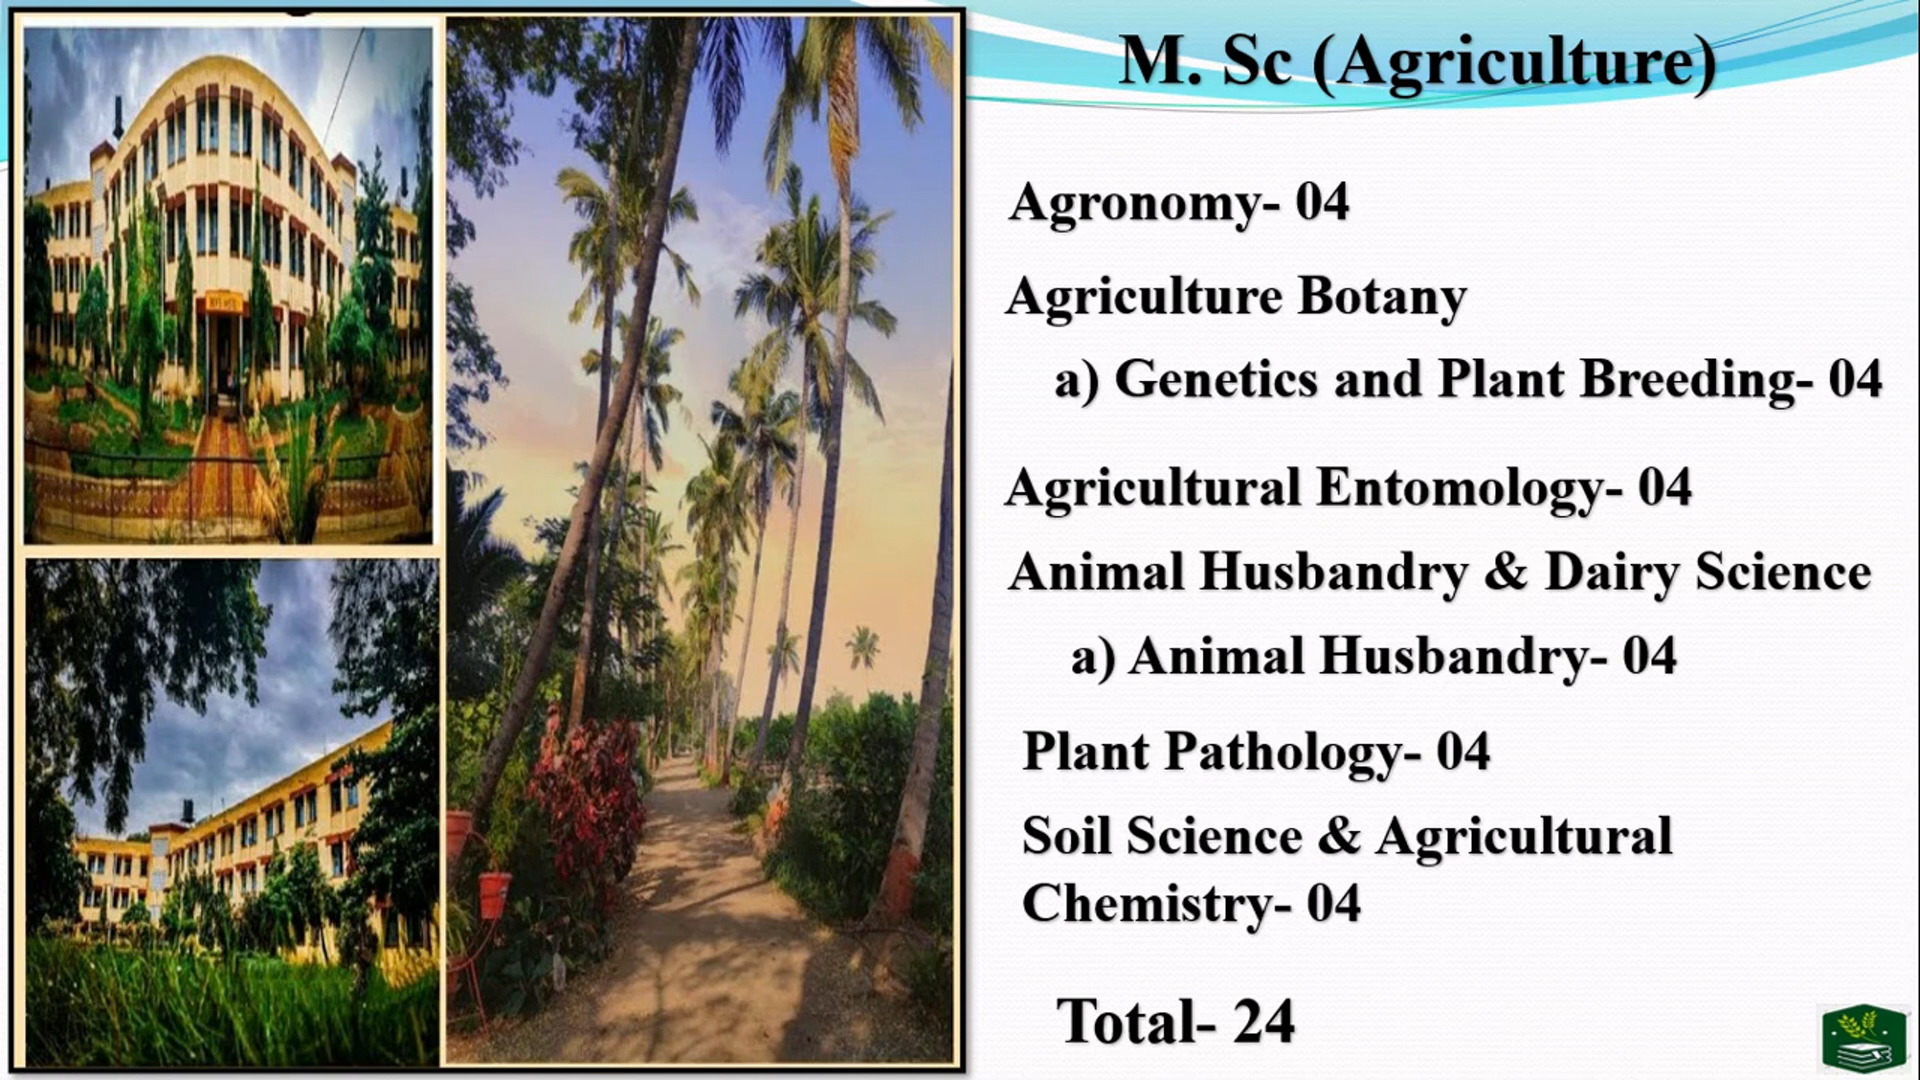 M. Sc (Agriculture)
Agronomy- 04
Agriculture Botany
a) Genetics and Plant Breeding- 04
Agricultural Entomology- 04
Animal Husbandry & Dairy Science
a) Animal Husbandry- 04
Plant Pathology- 04
Soil Science & Agricultural
Chemistry- 04
Total- 24